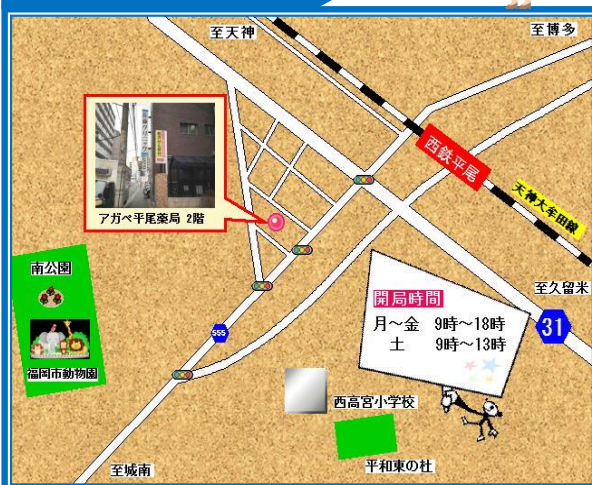 至天神
至博多
西鉄平尾
天神大牟田線
アガペ平尾薬局 2階
南公園
福岡市動物園
至久留米
31
開局時間
月～金 9時～18時
土 9時～13時
555
西高宮小学校
平和東の杜
至城南